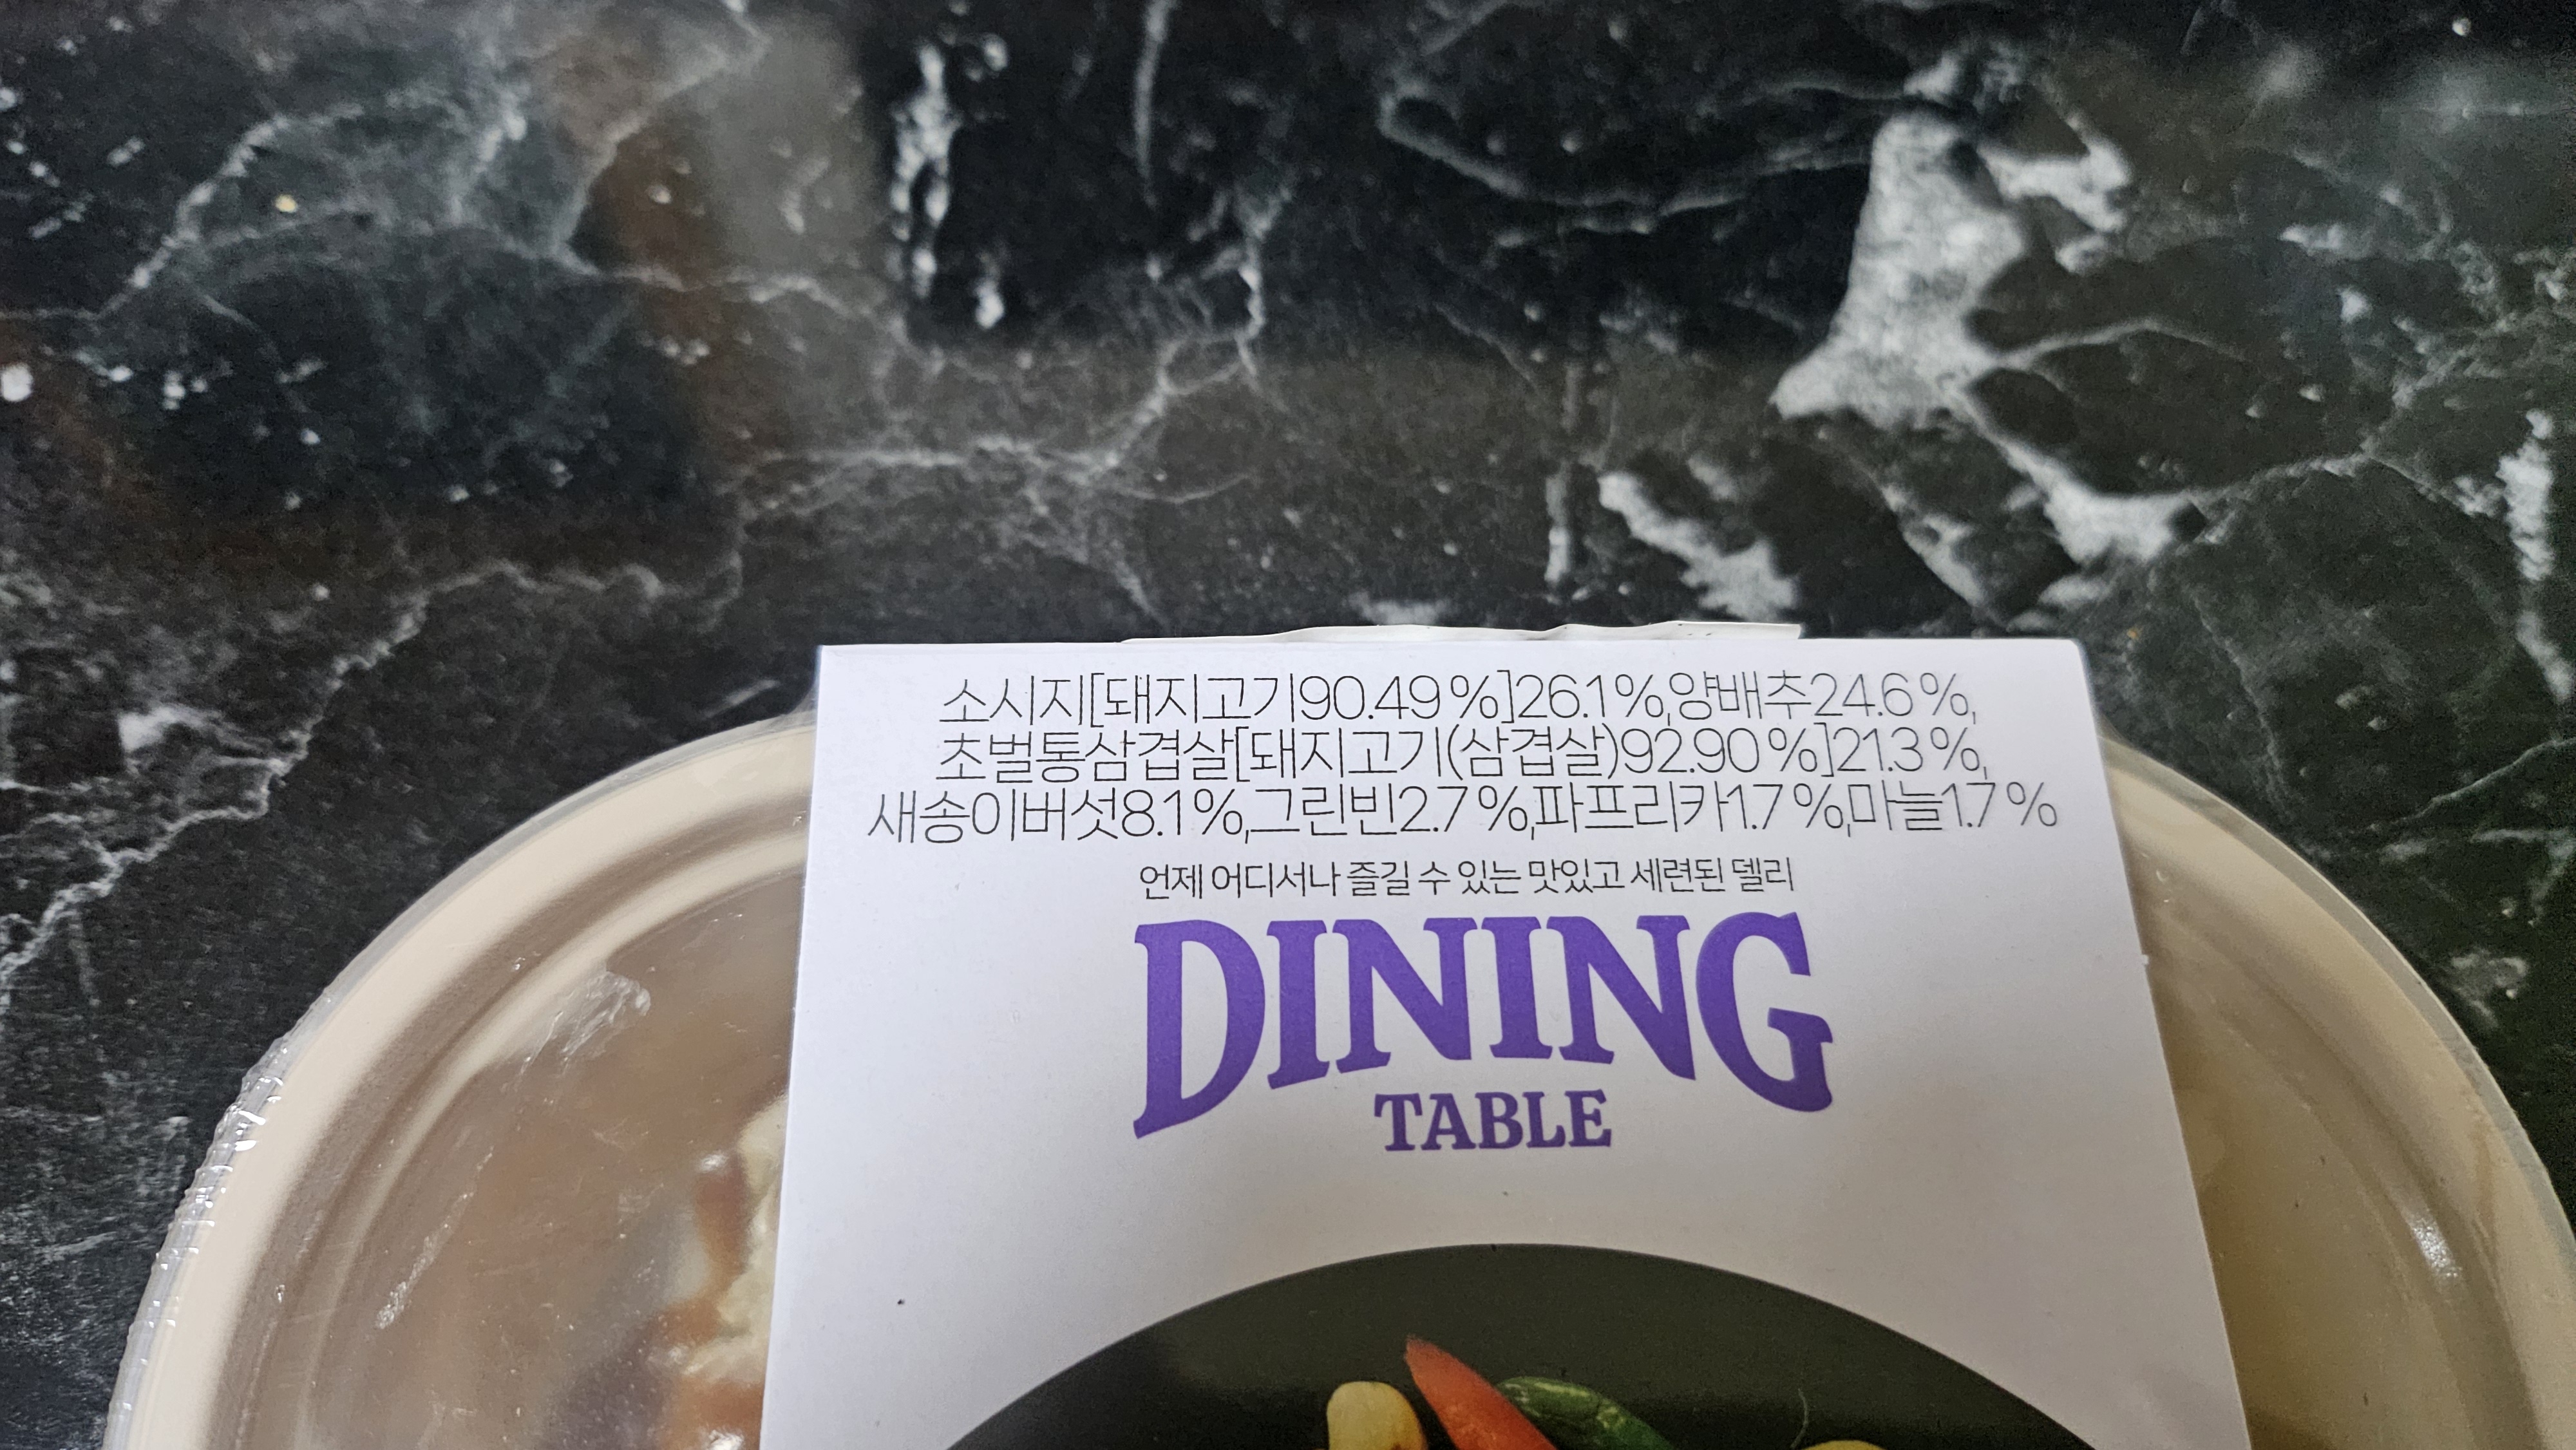 소시지[돼지고기90.49%]26.1%,양배추24.6%,
초벌통삼겹살[돼지고기(삼겹살)92.90%]21.3%,
새송이버섯8.1%,그린빈2.7%,파프리카1.7%,마늘1.7%
언제 어디서나 즐길 수 있는 맛있고 세련된 델리
DINING
TABLE